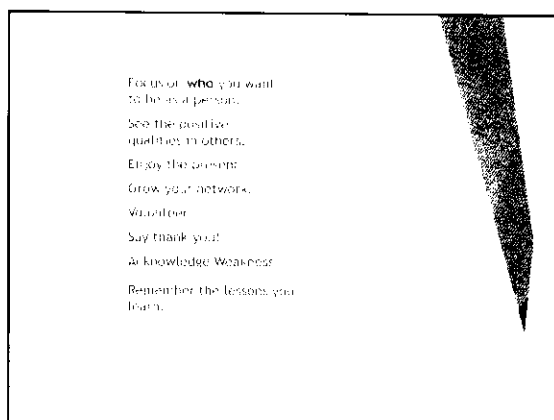 Focus on who you want
to be as a person.
See the positive
qualities in others.
Enjoy the present
Grow your network.
Volunteer
Say thank you!
Acknowledge Weakness
Remember the lessons you
learn.